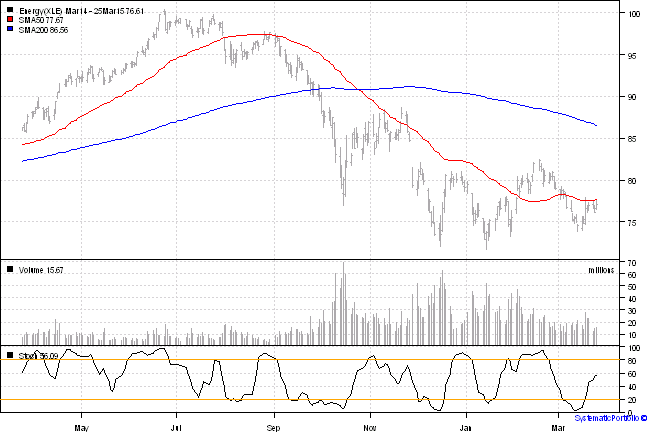 Energy(XLE) Mar14 - 25Mar15 76.61
SMA50 77.67
SMA200 86.56
100
95
90
85
80
75
Volume 15.67
millions
70
60
50
40
30
20
10
Stoch 56.09
100
80
60
40
20
0
May
Jul
Sep
Nov
Jan
Mar
SystematicPortfolio ©